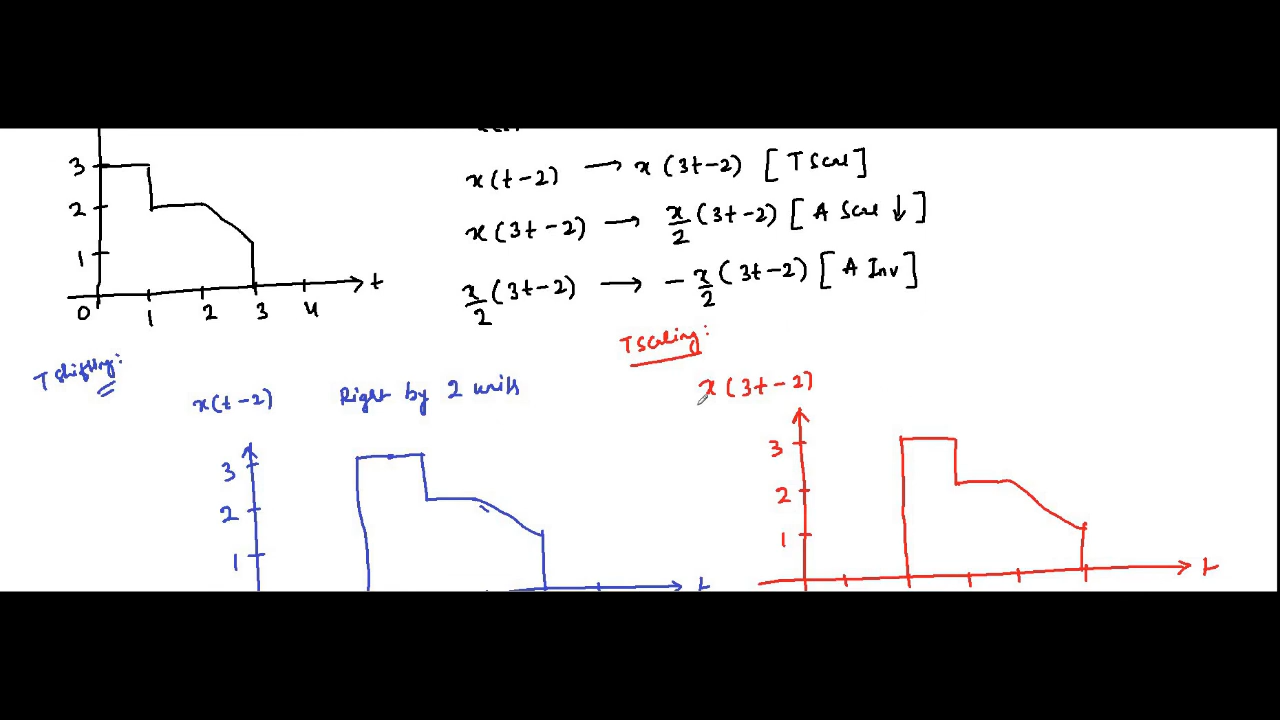 3
2
1
0 1 2 3 4 t
x(t-2) → x(3t-2) [T Scal]
x(3t-2) → x/2(3t-2) [A Scal ↓]
x/2(3t-2) → -x/2(3t-2) [A Inv]
T shifting:
x(t-2) Right by 2 units
3
2
1
t
T scaling:
x(3t-2)
3
2
1
t